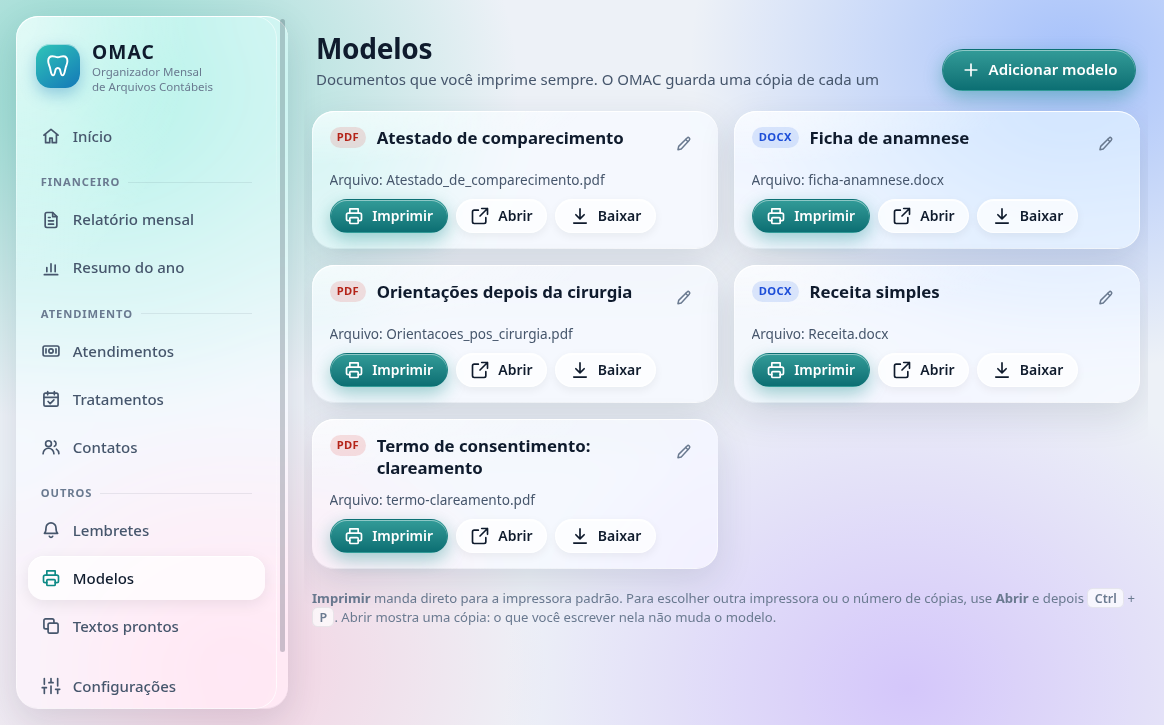 OMAC
Organizador Mensal
de Arquivos Contábeis
Início
FINANCEIRO
Relatório mensal
Resumo do ano
ATENDIMENTO
Atendimentos
Tratamentos
Contatos
OUTROS
Lembretes
Modelos
Textos prontos
Configurações
Modelos
Documentos que você imprime sempre. O OMAC guarda uma cópia de cada um
Adicionar modelo
PDF Atestado de comparecimento
Arquivo: Atestado_de_comparecimento.pdf
Imprimir Abrir Baixar
DOCX Ficha de anamnese
Arquivo: ficha-anamnese.docx
Imprimir Abrir Baixar
PDF Orientações depois da cirurgia
Arquivo: Orientacoes_pos_cirurgia.pdf
Imprimir Abrir Baixar
DOCX Receita simples
Arquivo: Receita.docx
Imprimir Abrir Baixar
PDF Termo de consentimento:
clareamento
Arquivo: termo-clareamento.pdf
Imprimir Abrir Baixar
Imprimir manda direto para a impressora padrão. Para escolher outra impressora ou o número de cópias, use Abrir e depois Ctrl +
P . Abrir mostra uma cópia: o que você escrever nela não muda o modelo.